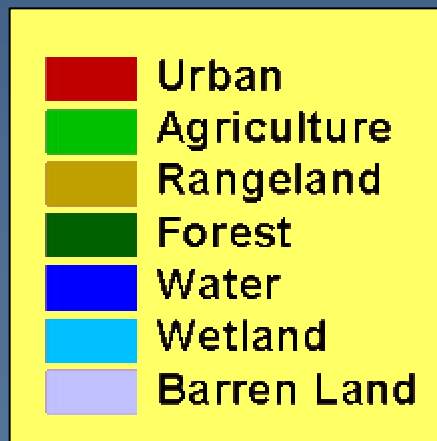 Urban
Agriculture
Rangeland
Forest
Water
Wetland
Barren Land